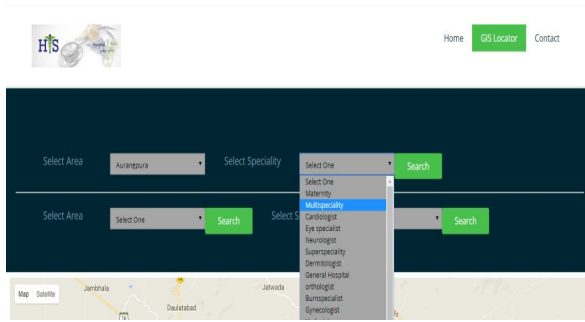 HTS
Home GIS Locator Contact
Select Area Aurangpura Select Speciality Select One Search
Select One
Maternity
Multispeciality
Cardiologist
Eye specialist
Neurologist
Superspeciality
Dermitologist
General Hospital
orthologist
Burnspecialist
Gynecologist
Select Area Select One Search Select S Search
Map Satellite Jambhala Jatwada
Daulatabad